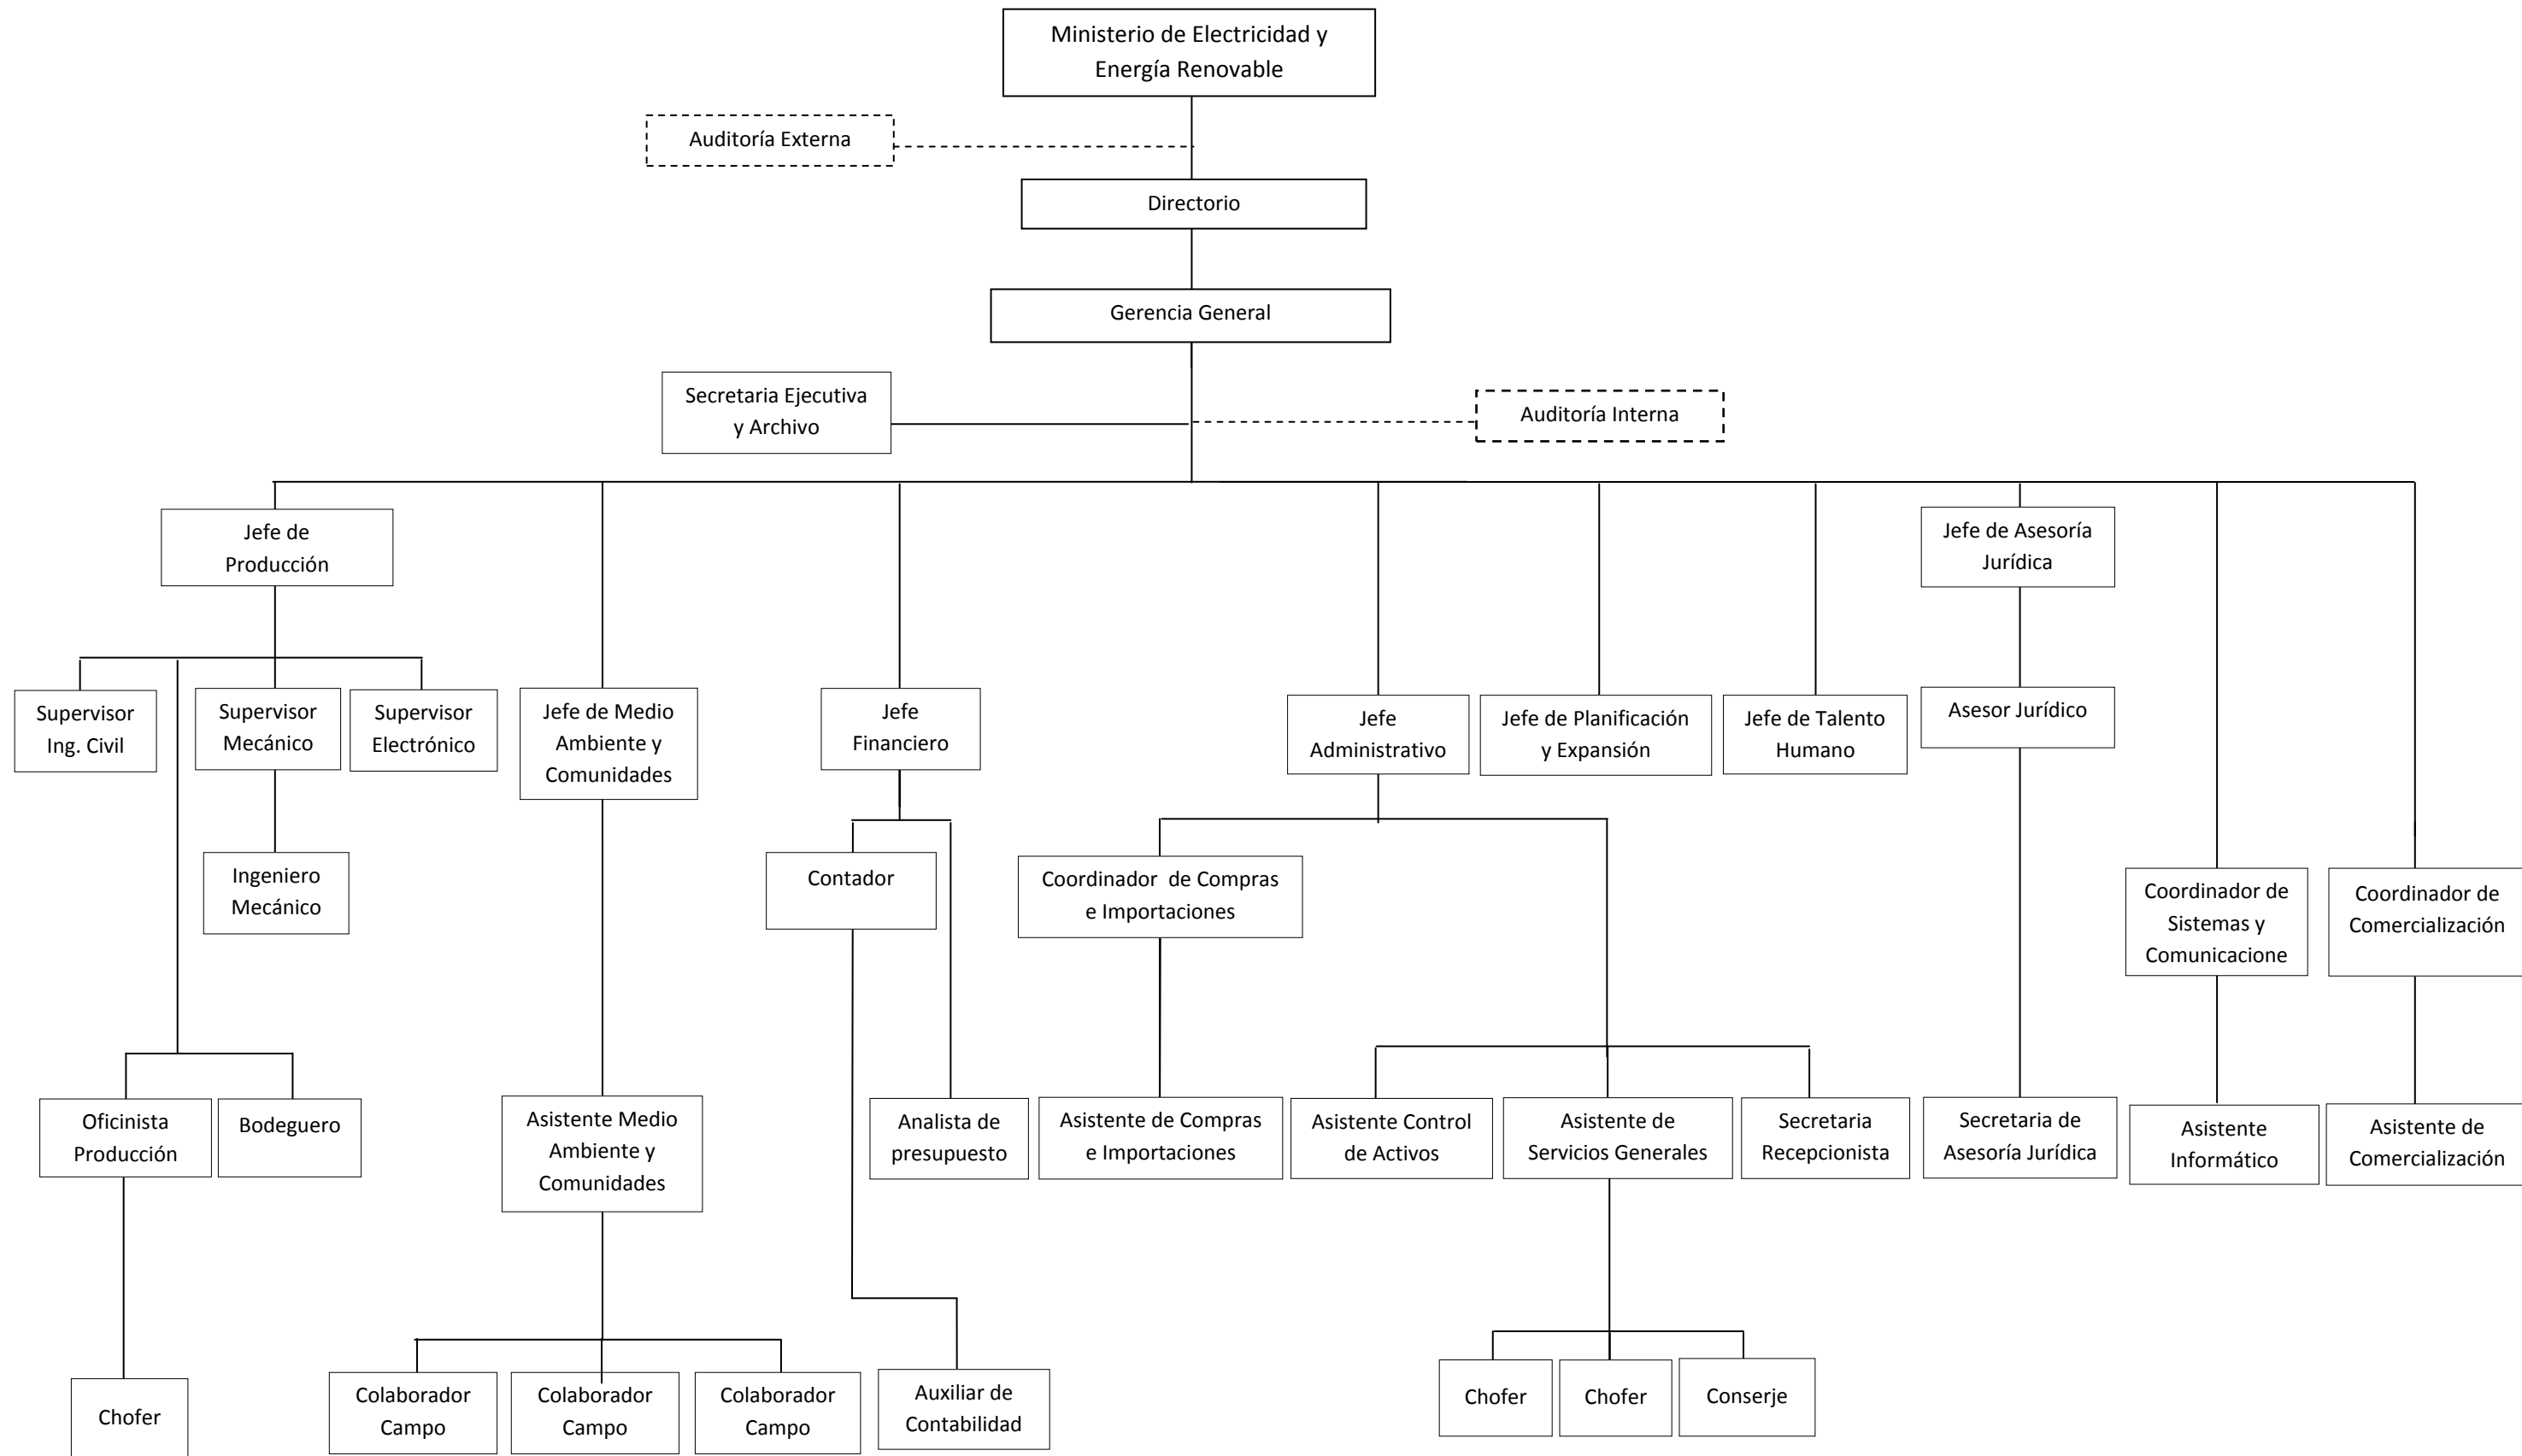 Ministerio de Electricidad y
Energía Renovable
Auditoría Externa
Directorio
Gerencia General
Secretaria Ejecutiva
y Archivo
Auditoría Interna
Jefe de
Producción
Jefe de Asesoría
Jurídica
Supervisor
Ing. Civil
Supervisor
Mecánico
Supervisor
Electrónico
Jefe de Medio
Ambiente y
Comunidades
Jefe
Financiero
Jefe
Administrativo
Jefe de Planificación
y Expansión
Jefe de Talento
Humano
Asesor Jurídico
Ingeniero
Mecánico
Contador
Coordinador  de Compras
e Importaciones
Coordinador de
Sistemas y
Comunicacione
Coordinador de
Comercialización
Oficinista
Producción
Bodeguero
Asistente Medio
Ambiente y
Comunidades
Analista de
presupuesto
Asistente de Compras
e Importaciones
Asistente Control
de Activos
Asistente de
Servicios Generales
Secretaria
Recepcionista
Secretaria de
Asesoría Jurídica
Asistente
Informático
Asistente de
Comercialización
Chofer
Colaborador
Campo
Colaborador
Campo
Colaborador
Campo
Auxiliar de
Contabilidad
Chofer
Chofer
Conserje